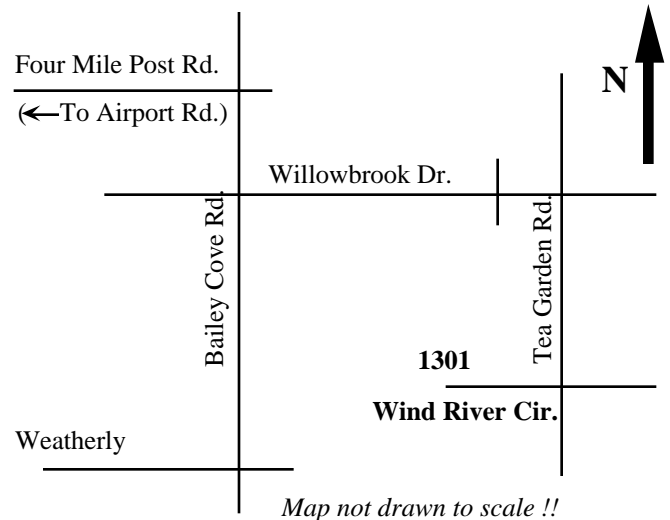 Four Mile Post Rd.
N
(←To Airport Rd.)
Willowbrook Dr.
Bailey Cove Rd.
Tea Garden Rd.
1301
Wind River Cir.
Weatherly
Map not drawn to scale !!